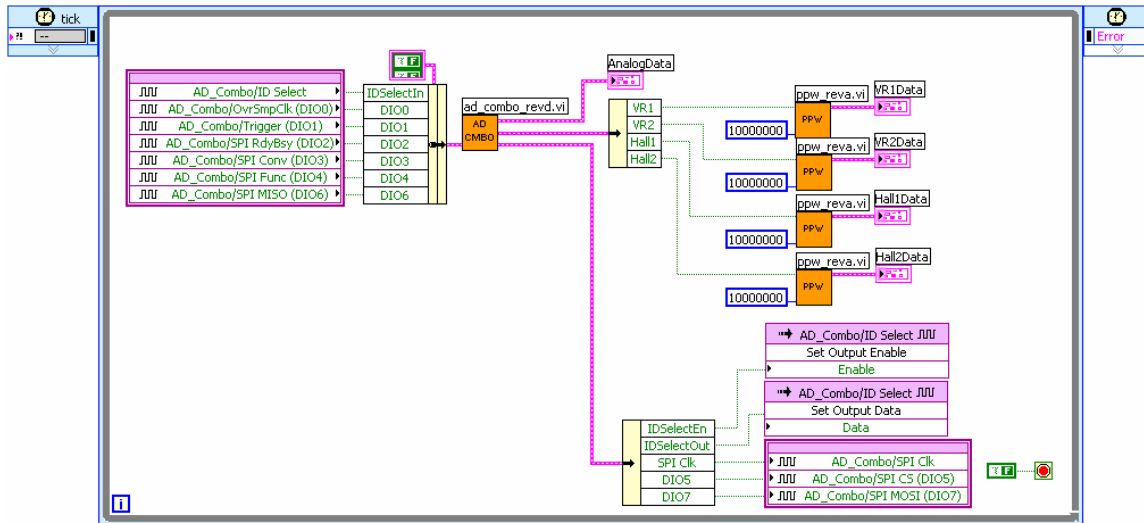 tick
?!
--
Error
AD_Combo/ID Select
AD_Combo/OvrSmpClk (DIO0)
AD_Combo/Trigger (DIO1)
AD_Combo/SPI RdyBsy (DIO2)
AD_Combo/SPI Conv (DIO3)
AD_Combo/SPI Func (DIO4)
AD_Combo/SPI MISO (DIO6)
IDSelectIn
DIO0
DIO1
DIO2
DIO3
DIO4
DIO6
ad_combo_revd.vi
AD
CMBO
AnalogData
VR1
VR2
Hall1
Hall2
ppw_reva.vi
PPW
10000000
VR1Data
ppw_reva.vi
PPW
10000000
VR2Data
ppw_reva.vi
PPW
10000000
Hall1Data
ppw_reva.vi
PPW
10000000
Hall2Data
AD_Combo/ID Select
Set Output Enable
Enable
AD_Combo/ID Select
Set Output Data
Data
IDSelectEn
IDSelectOut
SPI Clk
DIO5
DIO7
AD_Combo/SPI Clk
AD_Combo/SPI CS (DIO5)
AD_Combo/SPI MOSI (DIO7)
T F
i